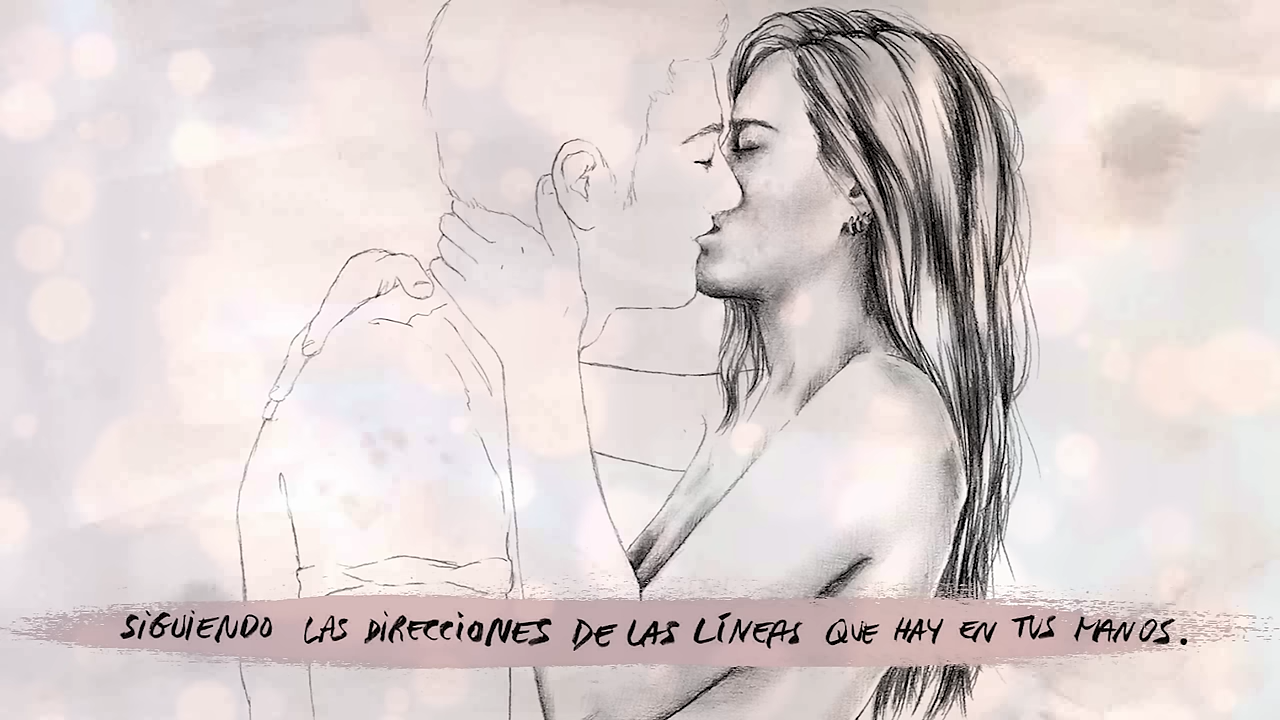 SiGUiENDO LAS DiRECCiONES DE LAS LÍNEAS QUE HAY EN TUS MANOS.